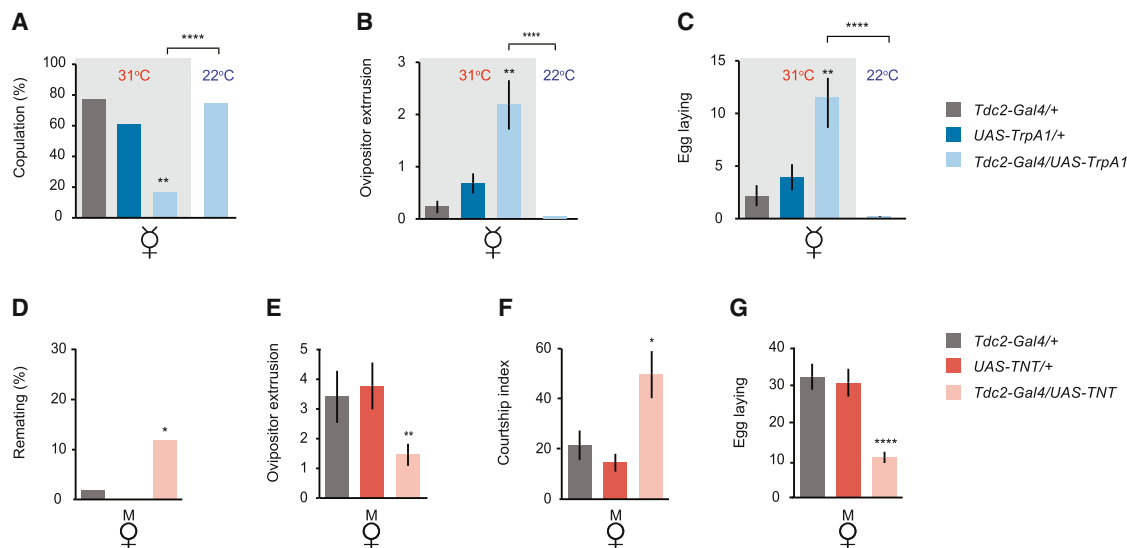 A
****
31°C
22°C
Copulation (%)
100
80
60
40
20
0
**
B
****
31°C
22°C
Ovipositor extrrusion
3
2
1
0
**
C
****
31°C
22°C
Egg laying
15
10
5
0
**
Tdc2-Gal4/+
UAS-TrpA1/+
Tdc2-Gal4/UAS-TrpA1
D
Remating (%)
30
20
10
0
*
M
E
Ovipositor extrrusion
5
4
3
2
1
0
**
M
F
Courtship index
60
40
20
0
*
M
G
Egg laying
40
30
20
10
0
****
M
Tdc2-Gal4/+
UAS-TNT/+
Tdc2-Gal4/UAS-TNT